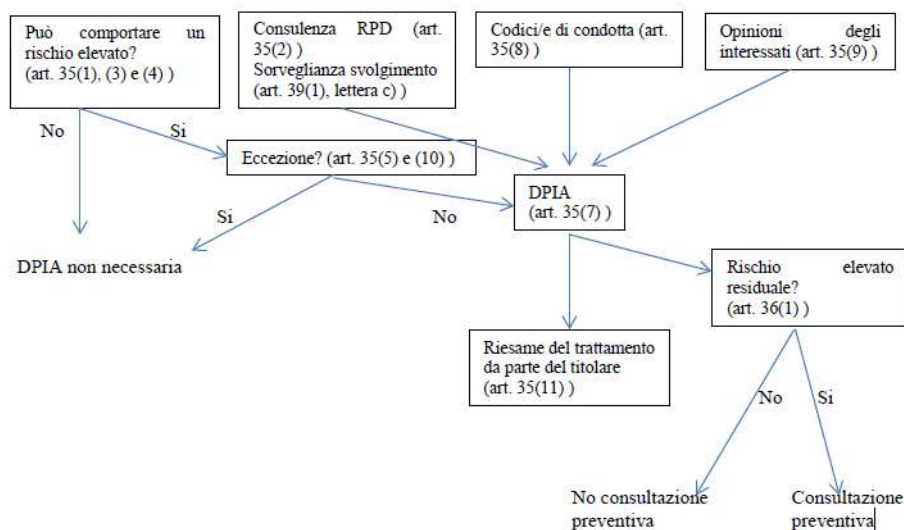 Può comportare un
rischio elevato?
(art. 35(1), (3) e (4) )
Consulenza RPD (art.
35(2) )
Sorveglianza svolgimento
(art. 39(1), lettera c) )
Codici/e di condotta (art.
35(8) )
Opinioni degli
interessati (art. 35(9) )
No
Si
Eccezione? (art. 35(5) e (10) )
Si
No
DPIA
(art. 35(7) )
DPIA non necessaria
Rischio elevato
residuale?
(art. 36(1) )
Riesame del trattamento
da parte del titolare
(art. 35(11) )
No
Si
No consultazione
preventiva
Consultazione
preventiva